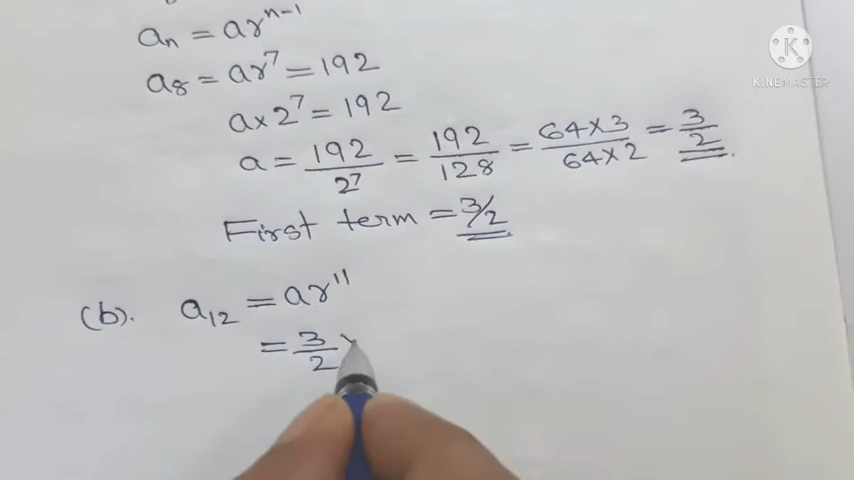 aₙ = arⁿ⁻¹
a₈ = ar⁷ = 192
a×2⁷ = 192
a = 192/2⁷ = 192/128 = 64×3/64×2 = 3/2.
First term = 3/2.
(b). a₁₂ = ar¹¹
= 3/2 ×
K
KINEMASTER